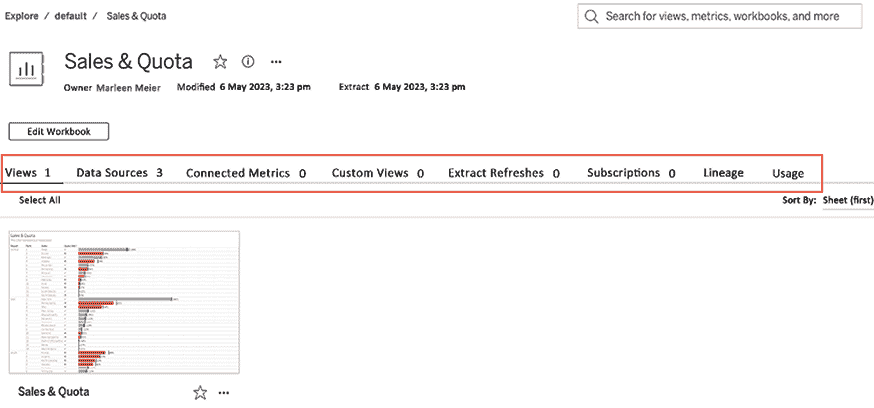 Explore / default / Sales & Quota
Search for views, metrics, workbooks, and more
Sales & Quota
Owner Marleen Meier Modified 6 May 2023, 3:23 pm Extract 6 May 2023, 3:23 pm
Edit Workbook
Views 1 Data Sources 3 Connected Metrics 0 Custom Views 0 Extract Refreshes 0 Subscriptions 0 Lineage Usage
Select All Sort By: Sheet (first)
Sales & Quota
Sales & Quota